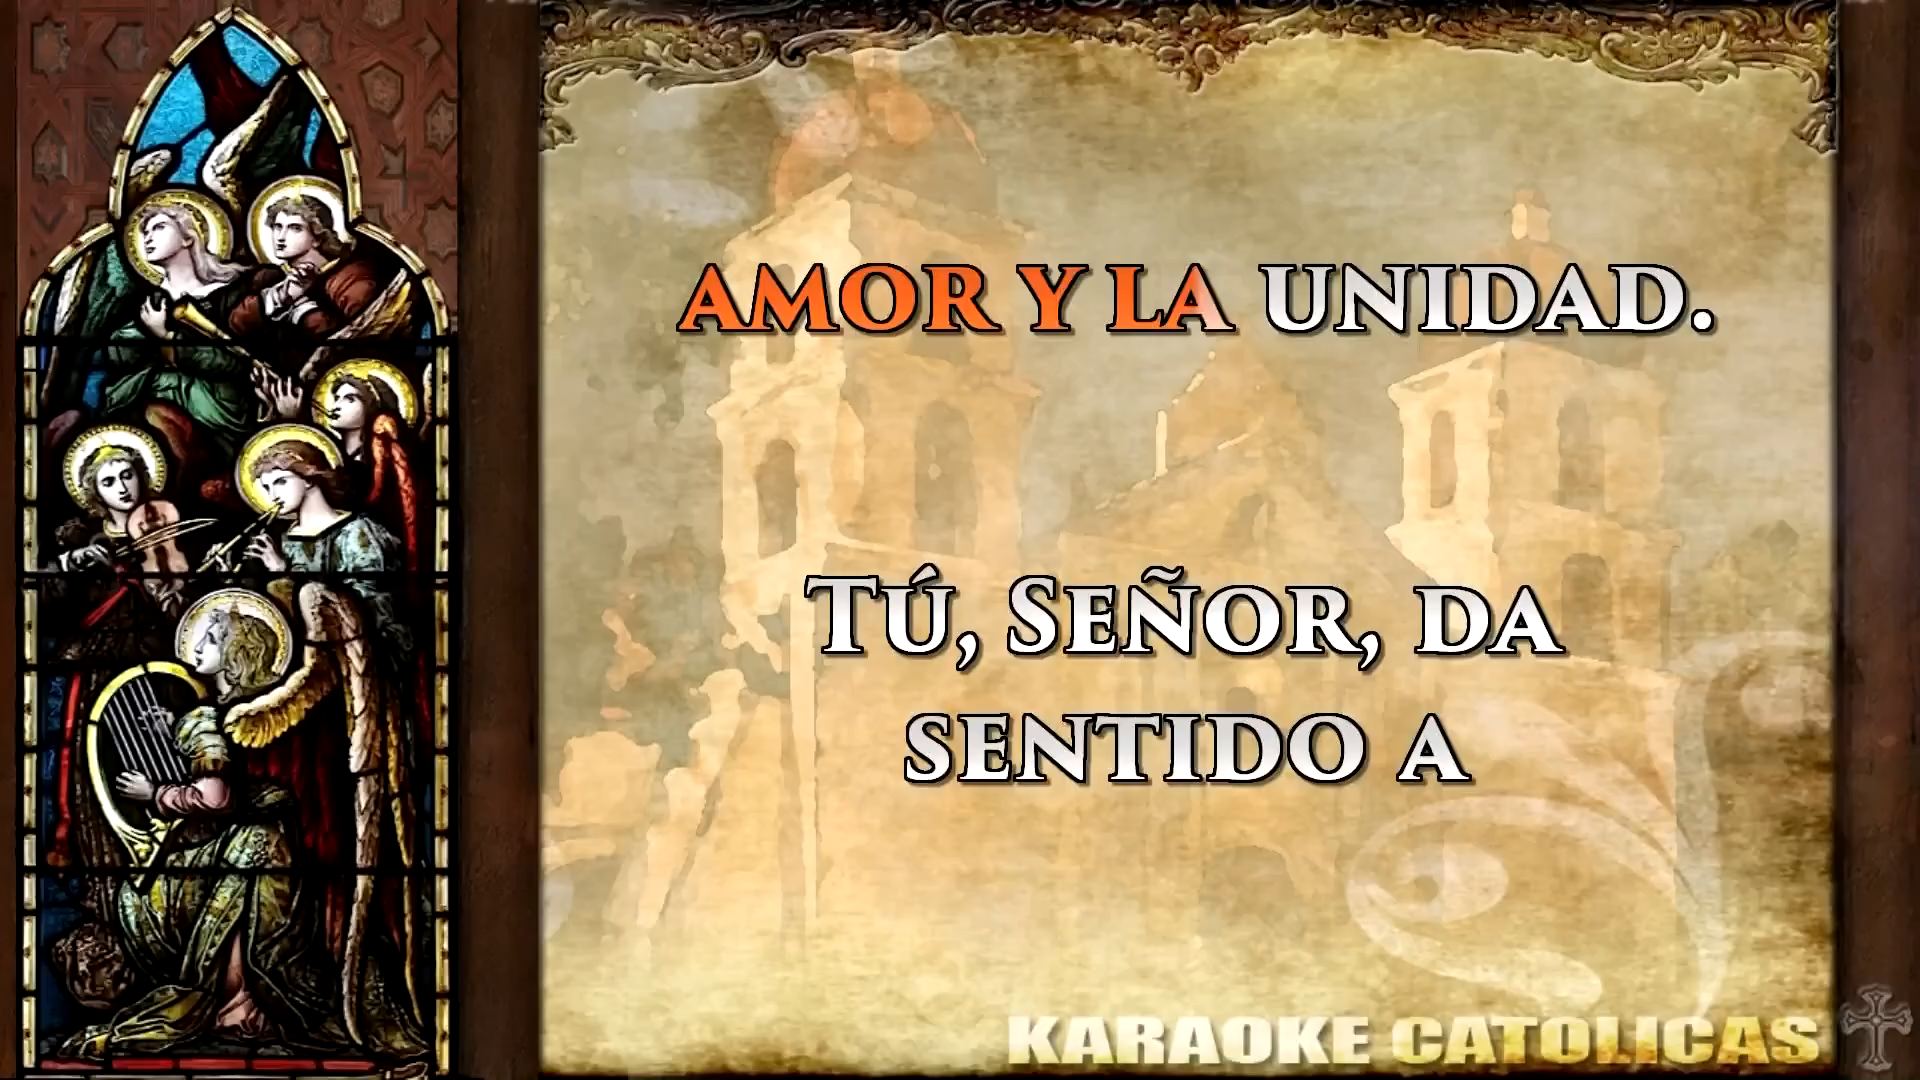 AMOR Y LA UNIDAD.
TÚ, SEÑOR, DA
SENTIDO A
KARAOKE CATOLICAS